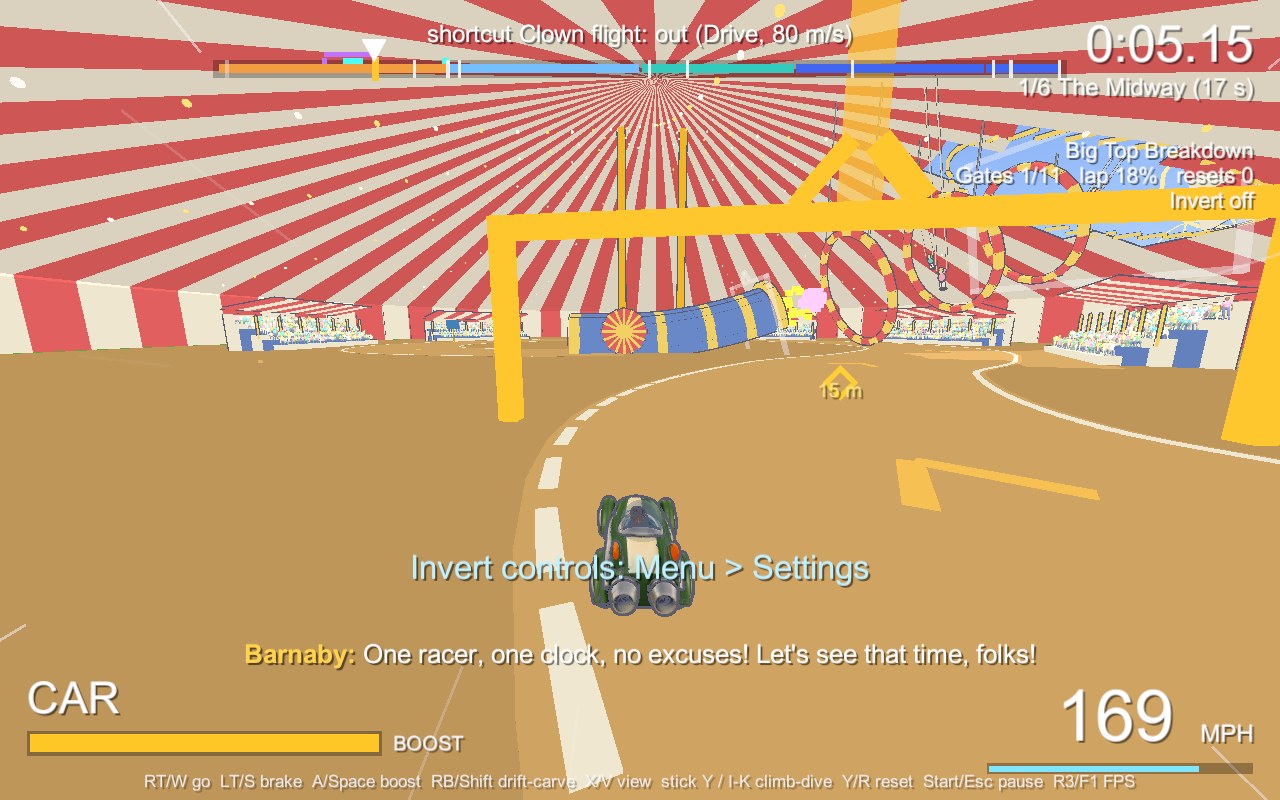 shortcut Clown flight: out (Drive, 80 m/s)
0:05.15
1/6 The Midway (17 s)
Big Top Breakdown
Gates 1/11 lap 18% resets 0
Invert off
15 m
Invert controls: Menu > Settings
Barnaby: One racer, one clock, no excuses! Let's see that time, folks!
CAR
BOOST
169 MPH
RT/W go LT/S brake A/Space boost RB/Shift drift-carve X/V view stick Y / I-K climb-dive Y/R reset Start/Esc pause R3/F1 FPS